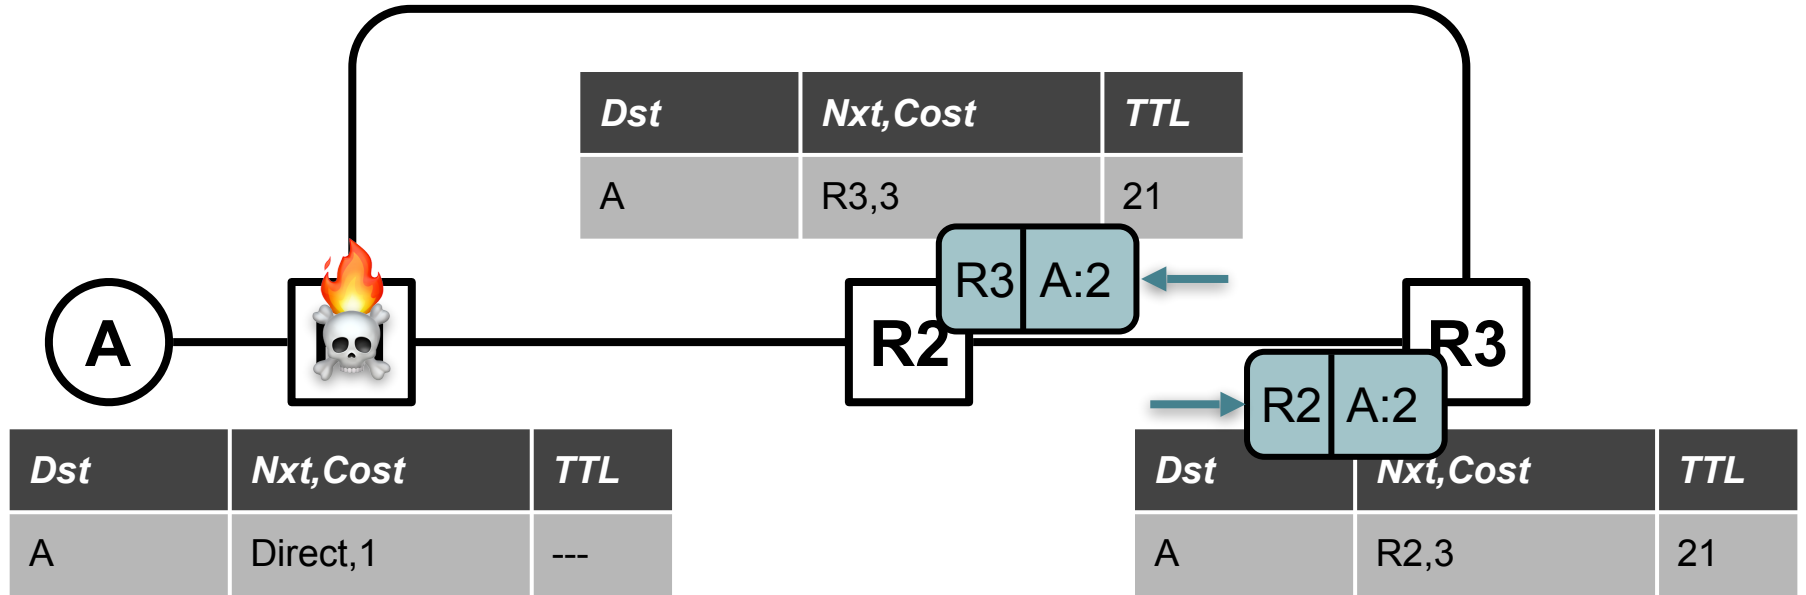 Dst Nxt,Cost TTL
A R3,3 21
R3 A:2
A R2 R3
R2 A:2
Dst Nxt,Cost TTL
A Direct,1 ---
Dst Nxt,Cost TTL
A R2,3 21